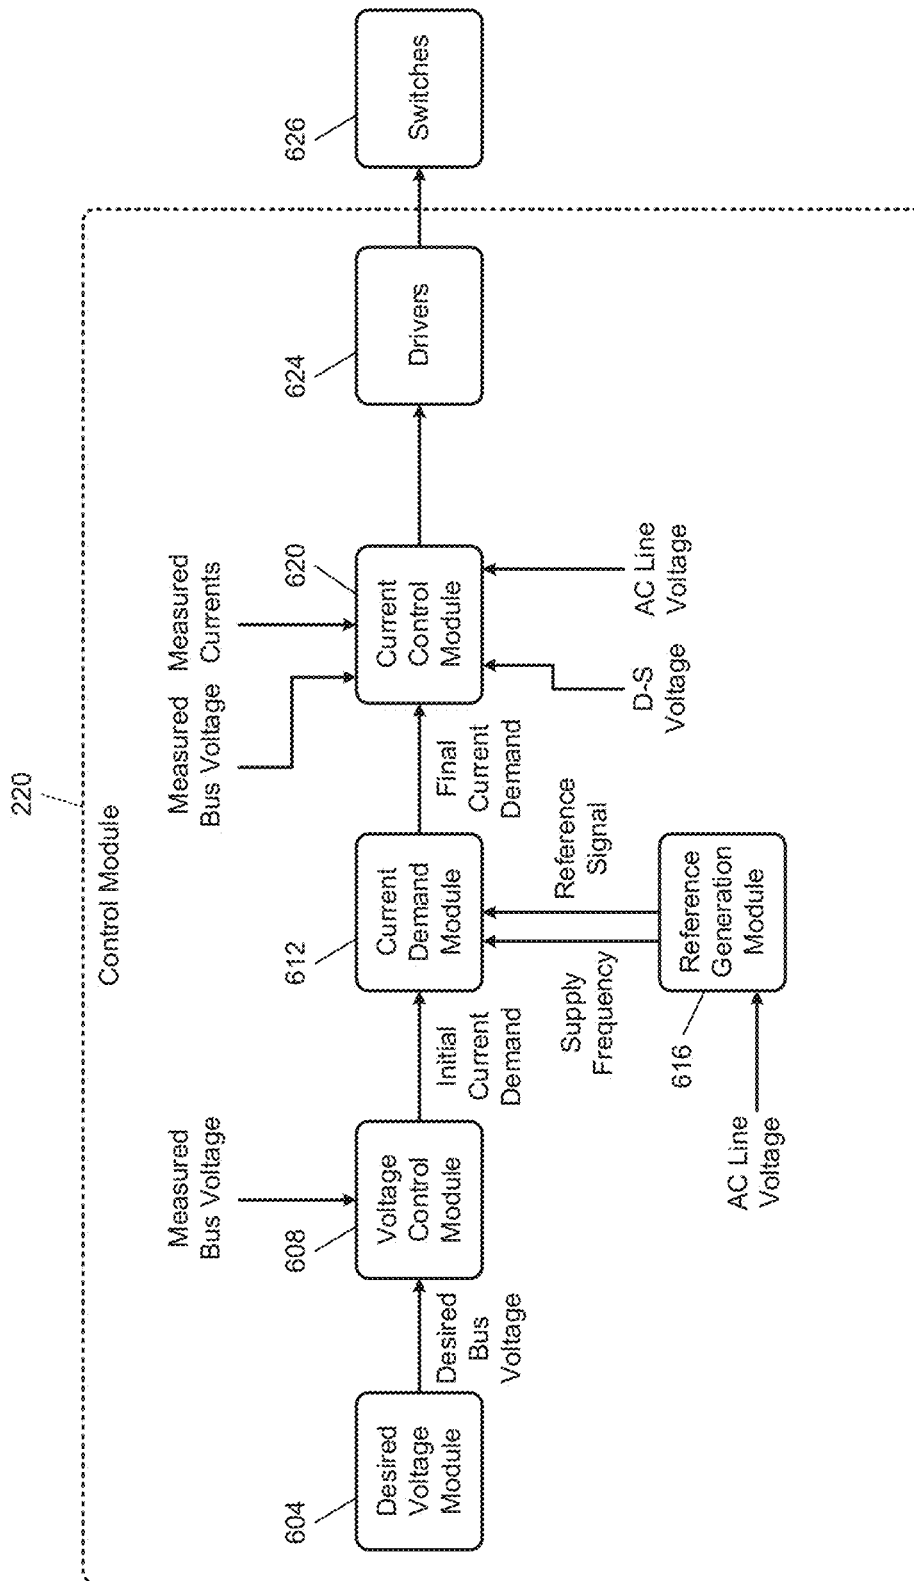 220
Control Module
604
Desired
Voltage
Module
Desired
Bus
Voltage
Measured
Bus Voltage
608
Voltage
Control
Module
Initial
Current
Demand
612
Current
Demand
Module
Supply
Frequency
Reference
Signal
616
Reference
Generation
Module
AC Line
Voltage
Final
Current
Demand
Measured
Bus Voltage
Measured
Currents
620
Current
Control
Module
D-S
Voltage
AC Line
Voltage
624
Drivers
626
Switches